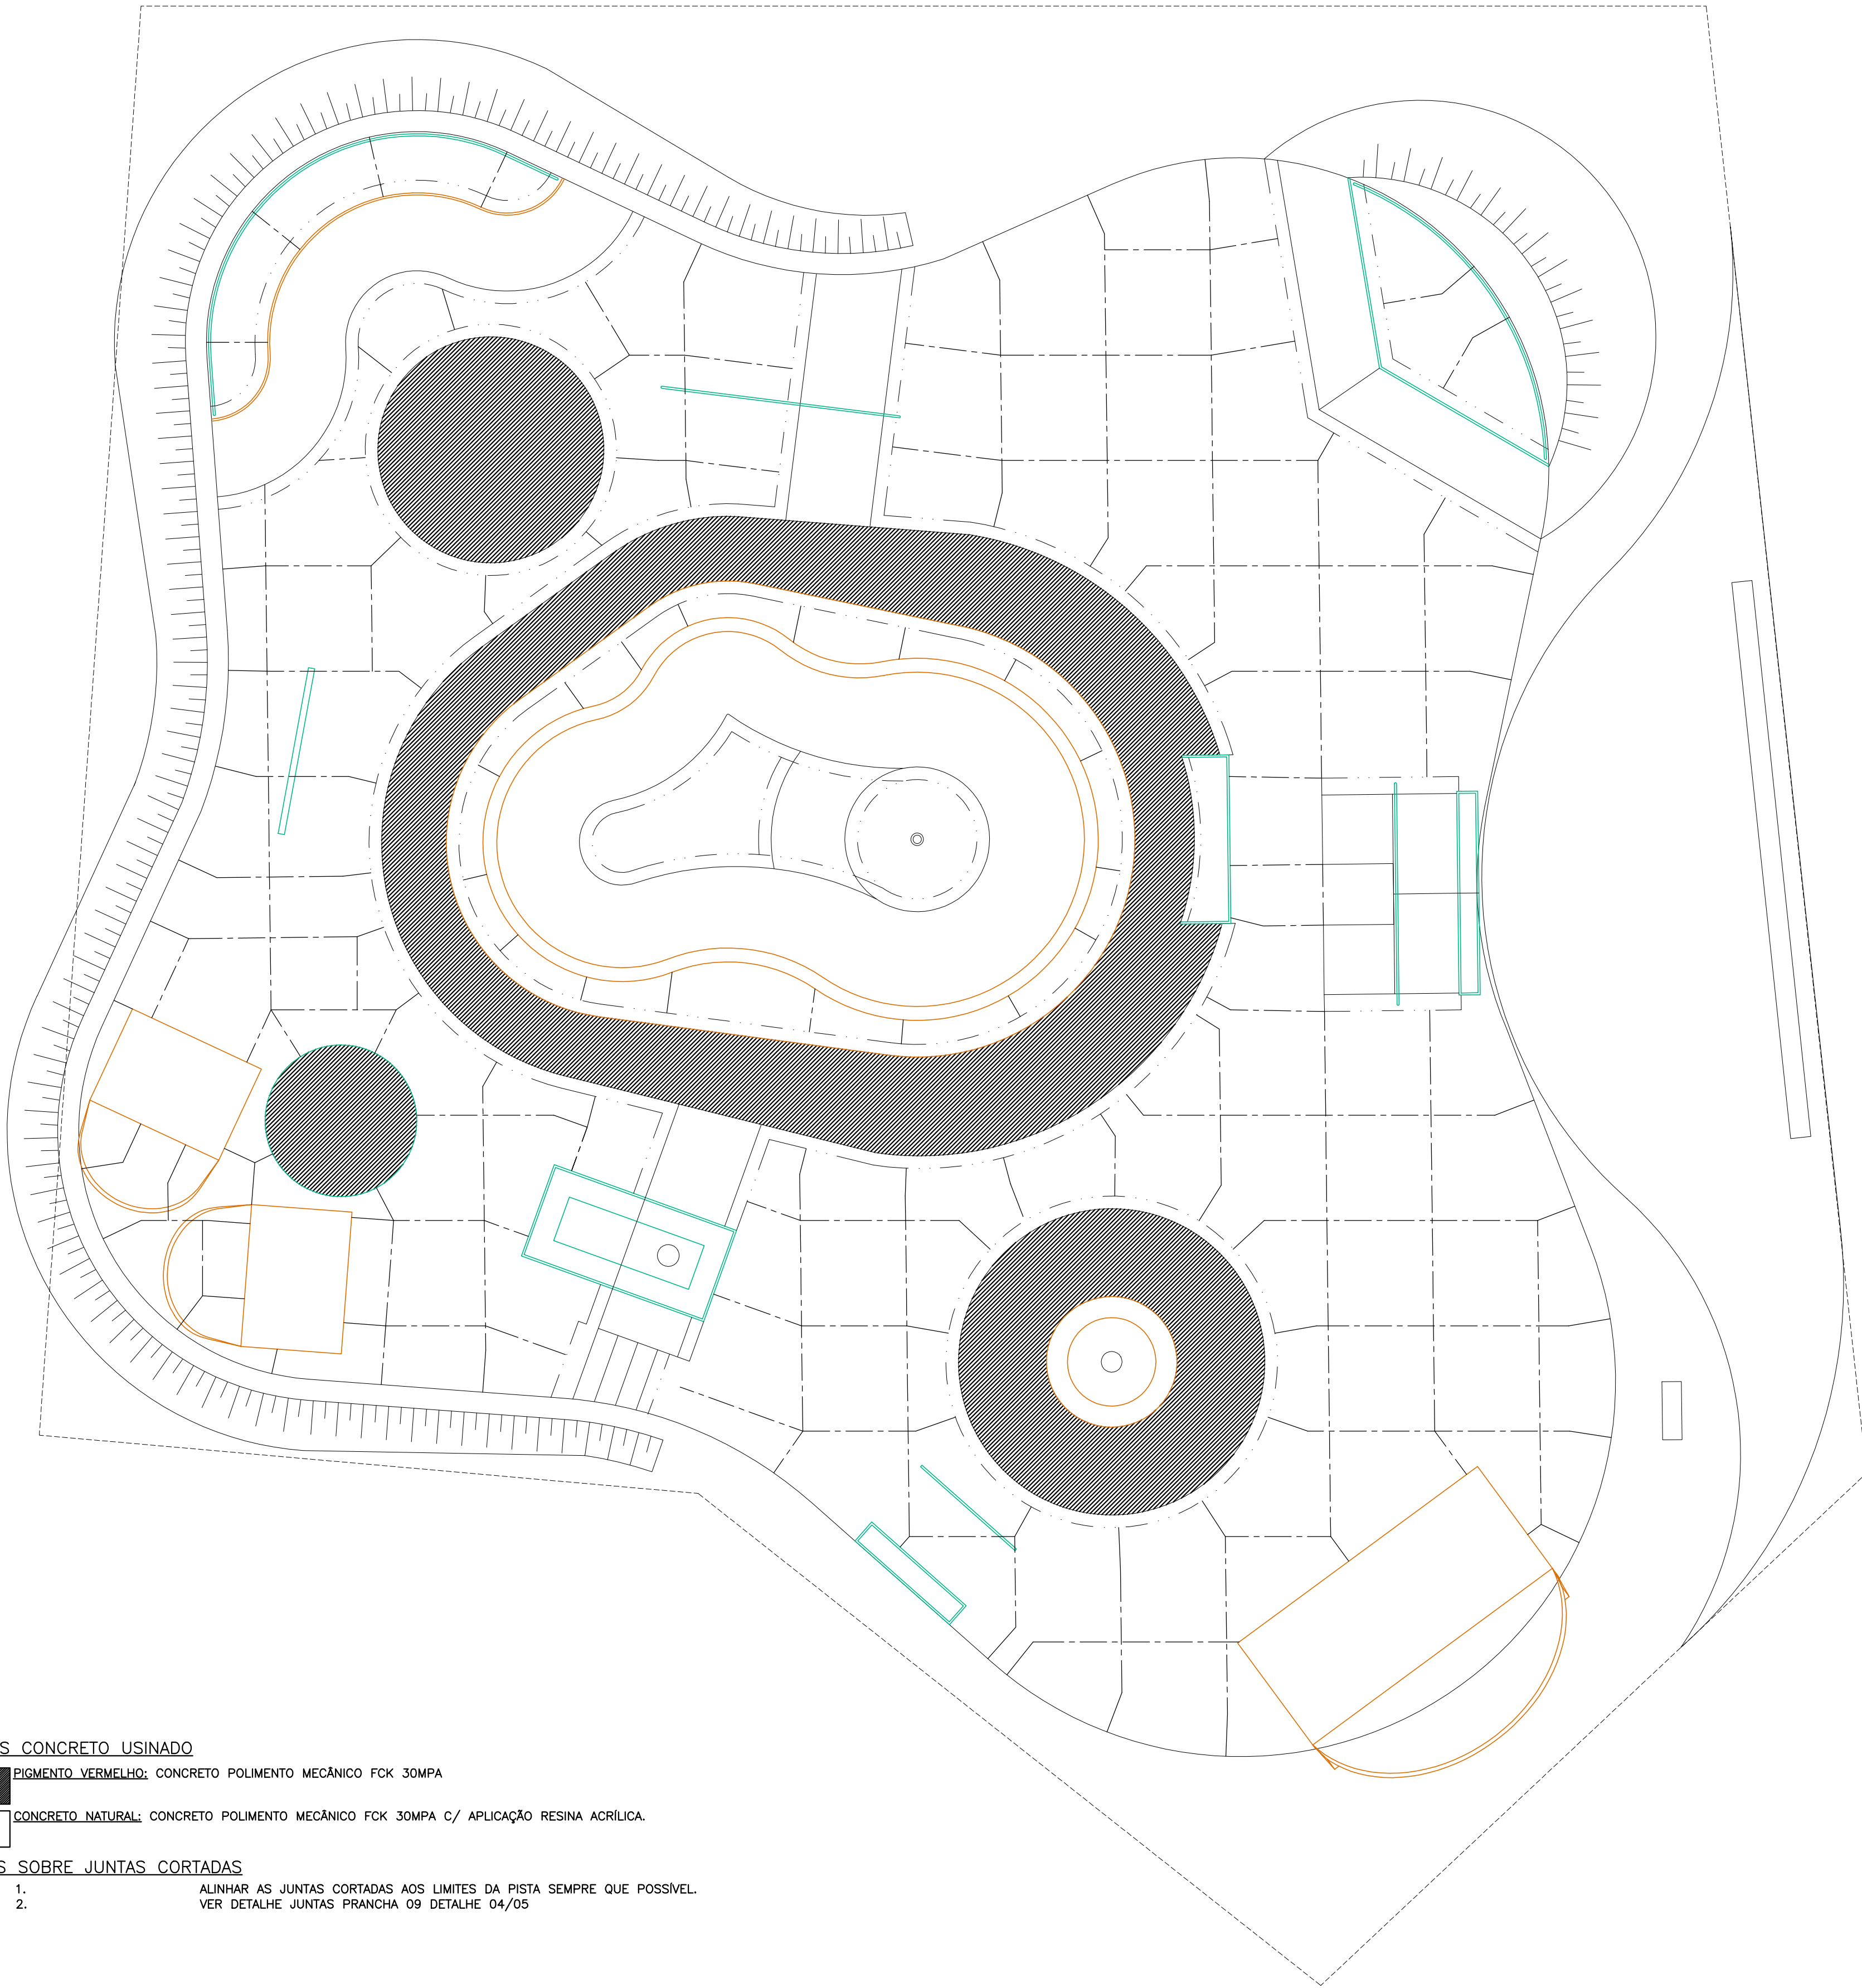 S CONCRETO USINADO
PIGMENTO VERMELHO: CONCRETO POLIMENTO MECÂNICO FCK 30MPA
CONCRETO NATURAL: CONCRETO POLIMENTO MECÂNICO FCK 30MPA C/ APLICAÇÃO RESINA ACRÍLICA.
S SOBRE JUNTAS CORTADAS
1. ALINHAR AS JUNTAS CORTADAS AOS LIMITES DA PISTA SEMPRE QUE POSSÍVEL.
2. VER DETALHE JUNTAS PRANCHA 09 DETALHE 04/05